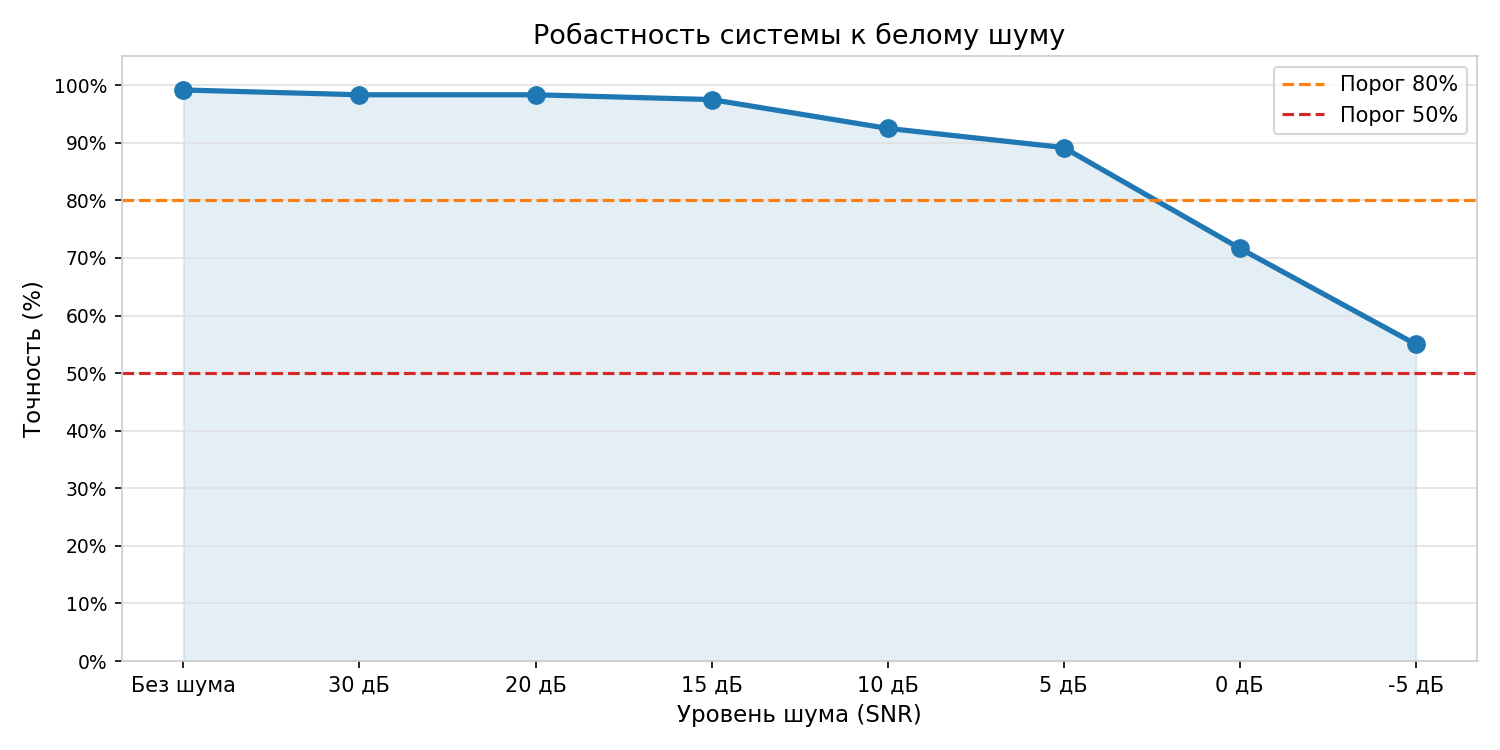 Робастность системы к белому шуму
Порог 80%
Порог 50%
Точность (%)
100%
90%
80%
70%
60%
50%
40%
30%
20%
10%
0%
Без шума
30 дБ
20 дБ
15 дБ
10 дБ
5 дБ
0 дБ
-5 дБ
Уровень шума (SNR)